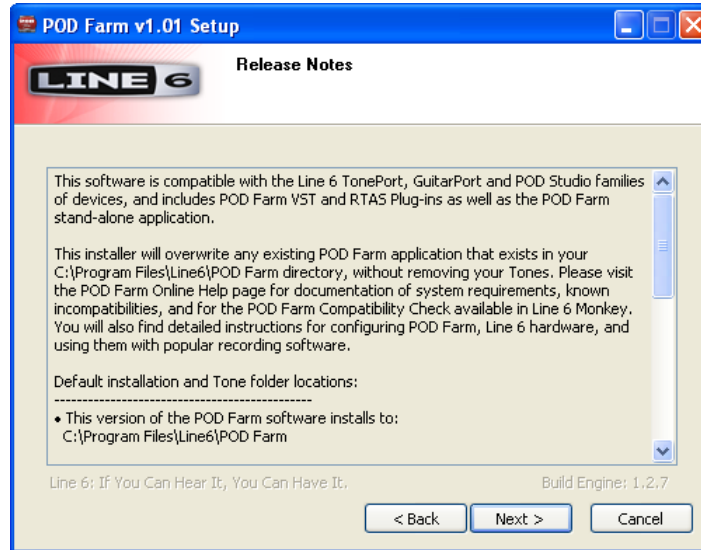 POD Farm v1.01 Setup
LINE 6
Release Notes
This software is compatible with the Line 6 TonePort, GuitarPort and POD Studio families
of devices, and includes POD Farm VST and RTAS Plug-ins as well as the POD Farm
stand-alone application.
This installer will overwrite any existing POD Farm application that exists in your
C:\Program Files\Line6\POD Farm directory, without removing your Tones. Please visit
the POD Farm Online Help page for documentation of system requirements, known
incompatibilities, and for the POD Farm Compatibility Check available in Line 6 Monkey.
You will also find detailed instructions for configuring POD Farm, Line 6 hardware, and
using them with popular recording software.
Default installation and Tone folder locations:
----------------------------------------------
• This version of the POD Farm software installs to:
C:\Program Files\Line6\POD Farm
Line 6: If You Can Hear It, You Can Have It.
Build Engine: 1.2.7
< Back
Next >
Cancel